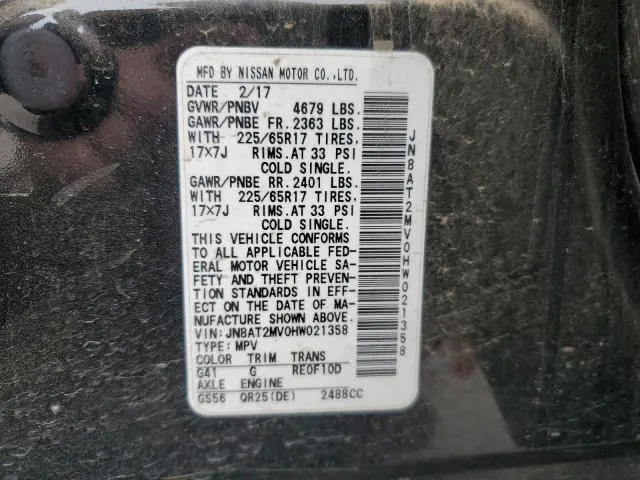 MFD BY NISSAN MOTOR CO.,LTD.
DATE 2/17
GVWR/PNBV 4679 LBS.
GAWR/PNBE FR. 2363 LBS.
WITH 225/65R17 TIRES,
17X7J RIMS.AT 33 PSI
COLD SINGLE.
GAWR/PNBE RR. 2401 LBS.
WITH 225/65R17 TIRES,
17X7J RIMS.AT 33 PSI
COLD SINGLE.
THIS VEHICLE CONFORMS
TO ALL APPLICABLE FED-
ERAL MOTOR VEHICLE SA-
FETY AND THEFT PREVEN-
TION STANDARDS IN EFF-
ECT ON THE DATE OF MA-
NUFACTURE SHOWN ABOVE.
VIN:JN8AT2MV0HW021358
TYPE:MPV
COLOR TRIM TRANS
G41 G RE0F10D
AXLE ENGINE
GS56 QR25(DE) 2488CC
JN8AT2MV0HW021358